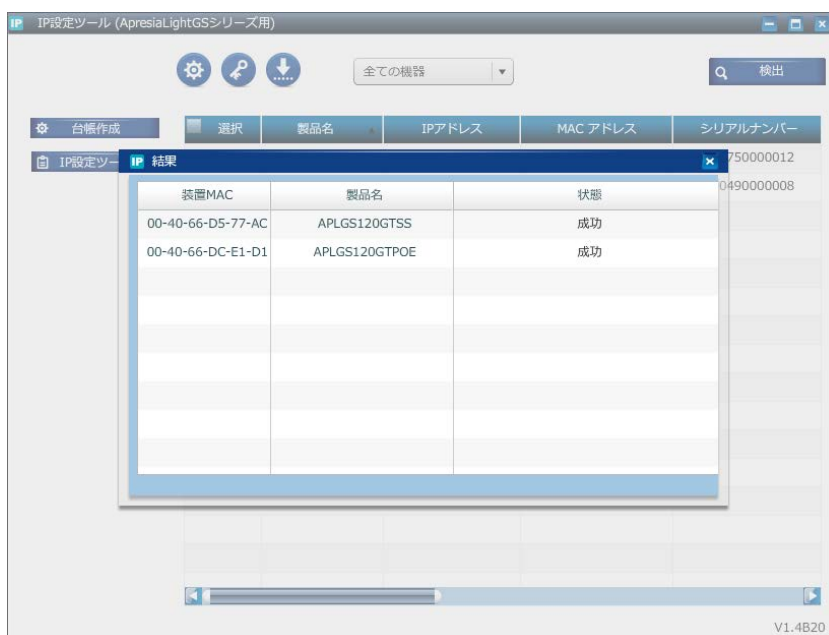 IP IP設定ツール (ApresiaLightGSシリーズ用)
全ての機器 検出
台帳作成 選択 製品名 IPアドレス MAC アドレス シリアルナンバー
IP設定ツー IP 結果 750000012
装置MAC 製品名 状態 0490000008
00-40-66-D5-77-AC APLGS120GTSS 成功
00-40-66-DC-E1-D1 APLGS120GTPOE 成功
V1.4B20